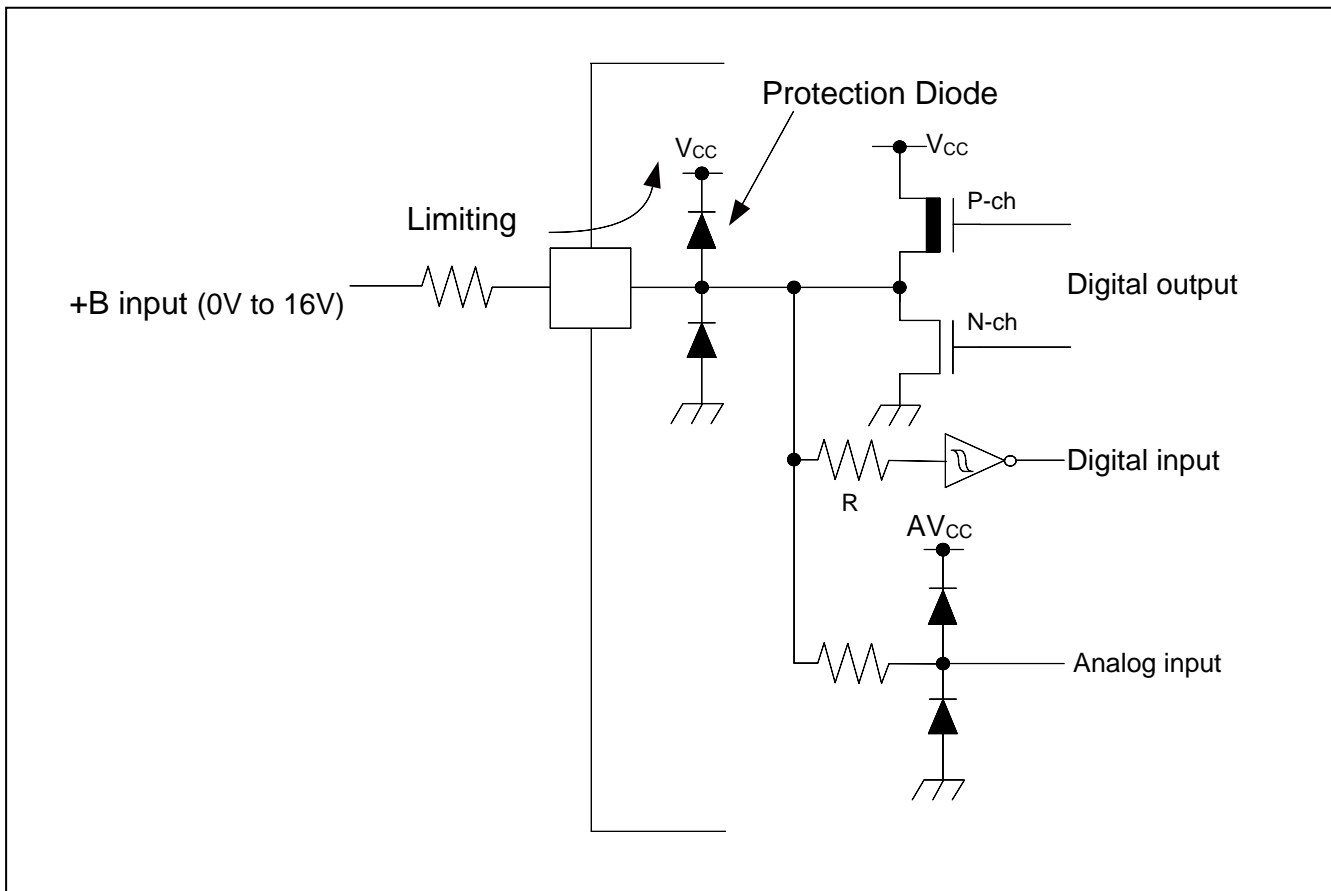 Protection Diode
VCC
VCC
P-ch
Limiting
+B input (0V to 16V)
Digital output
N-ch
Digital input
R
AVCC
Analog input